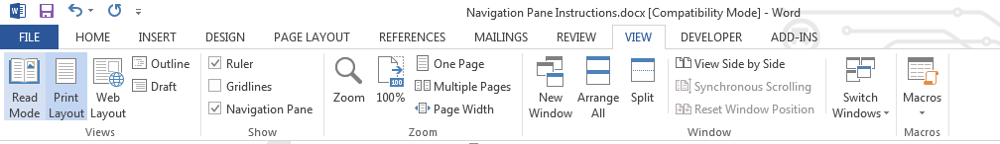 Navigation Pane Instructions.docx [Compatibility Mode] - Word
FILE HOME INSERT DESIGN PAGE LAYOUT REFERENCES MAILINGS REVIEW VIEW DEVELOPER ADD-INS
Read
Mode
Print
Layout
Web
Layout
Outline
Draft
Views
Ruler
Gridlines
Navigation Pane
Show
Zoom
100
100%
One Page
Multiple Pages
Page Width
Zoom
New
Window
Arrange
All
Split
View Side by Side
Synchronous Scrolling
Reset Window Position
Switch
Windows
Window
Macros
Macros